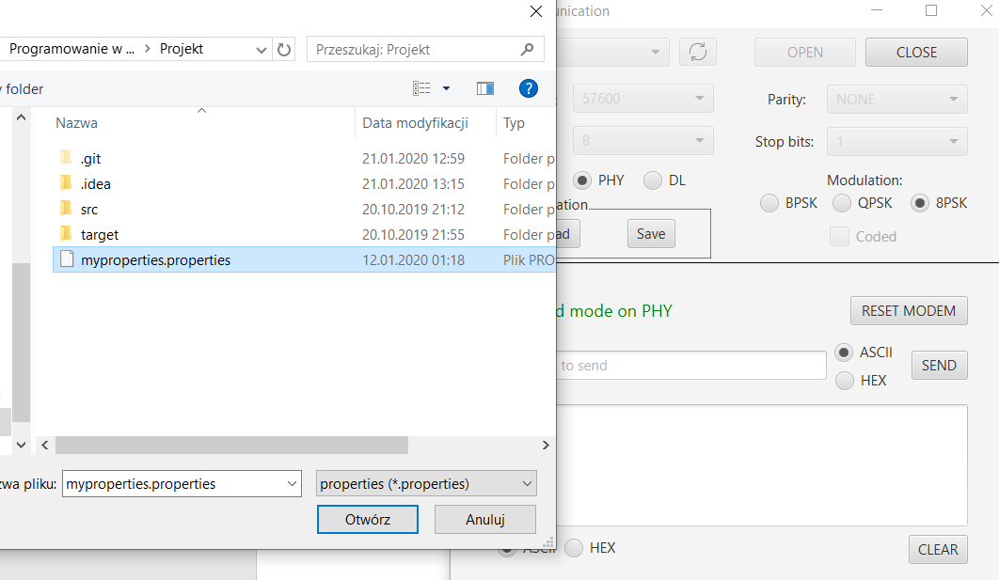 Programowanie w ... > Projekt
Przeszukaj: Projekt
folder
?
Nazwa
Data modyfikacji
Typ
.git 21.01.2020 12:59 Folder p
.idea 21.01.2020 13:15 Folder p
src 20.10.2019 21:12 Folder p
target 20.10.2019 21:55 Folder p
myproperties.properties 12.01.2020 01:18 Plik PRO
zwa pliku: myproperties.properties
properties (*.properties)
Otwórz
Anuluj
unication
OPEN
CLOSE
57600
Parity: NONE
8
Stop bits: 1
PHY
DL
Modulation:
BPSK
QPSK
8PSK
Coded
ation
ad
Save
d mode on PHY
RESET MODEM
to send
ASCII
HEX
SEND
ASCII
HEX
CLEAR